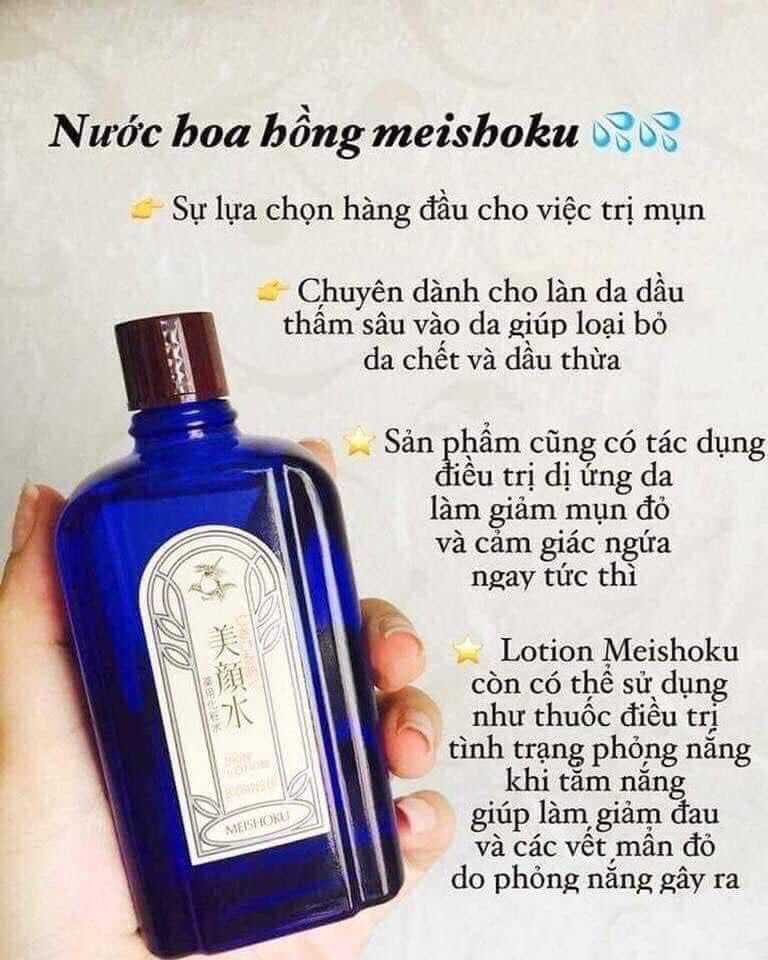 Nước hoa hồng meishoku 💦💦
👉 Sự lựa chọn hàng đầu cho việc trị mụn
👉 Chuyên dành cho làn da dầu
thấm sâu vào da giúp loại bỏ
da chết và dầu thừa
⭐ Sản phẩm cũng có tác dụng
điều trị dị ứng da
làm giảm mụn đỏ
và cảm giác ngứa
ngay tức thì
⭐ Lotion Meishoku
còn có thể sử dụng
như thuốc điều trị
tình trạng phỏng nắng
khi tắm nắng
giúp làm giảm đau
và các vết mẩn đỏ
do phỏng nắng gây ra
美顔水
薬用化粧水
SKIN
LOTION
MEISHOKU